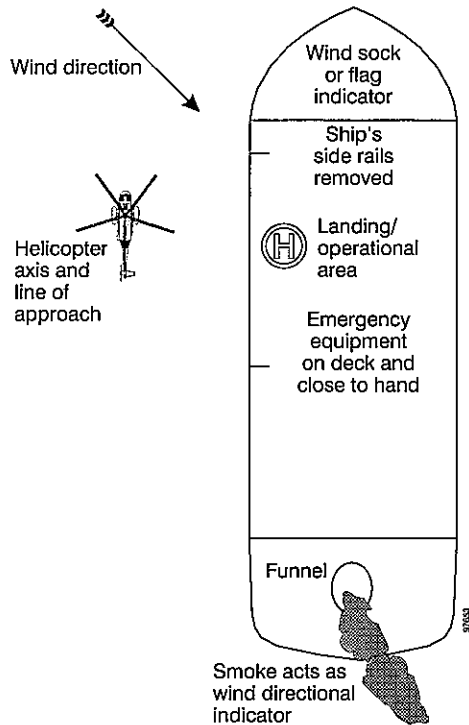 Wind direction
Wind sock
or flag
indicator
Ship's
side rails
removed
Helicopter
axis and
line of
approach
H
Landing/
operational
area
Emergency
equipment
on deck and
close to hand
Funnel
Smoke acts as
wind directional
indicator
97653